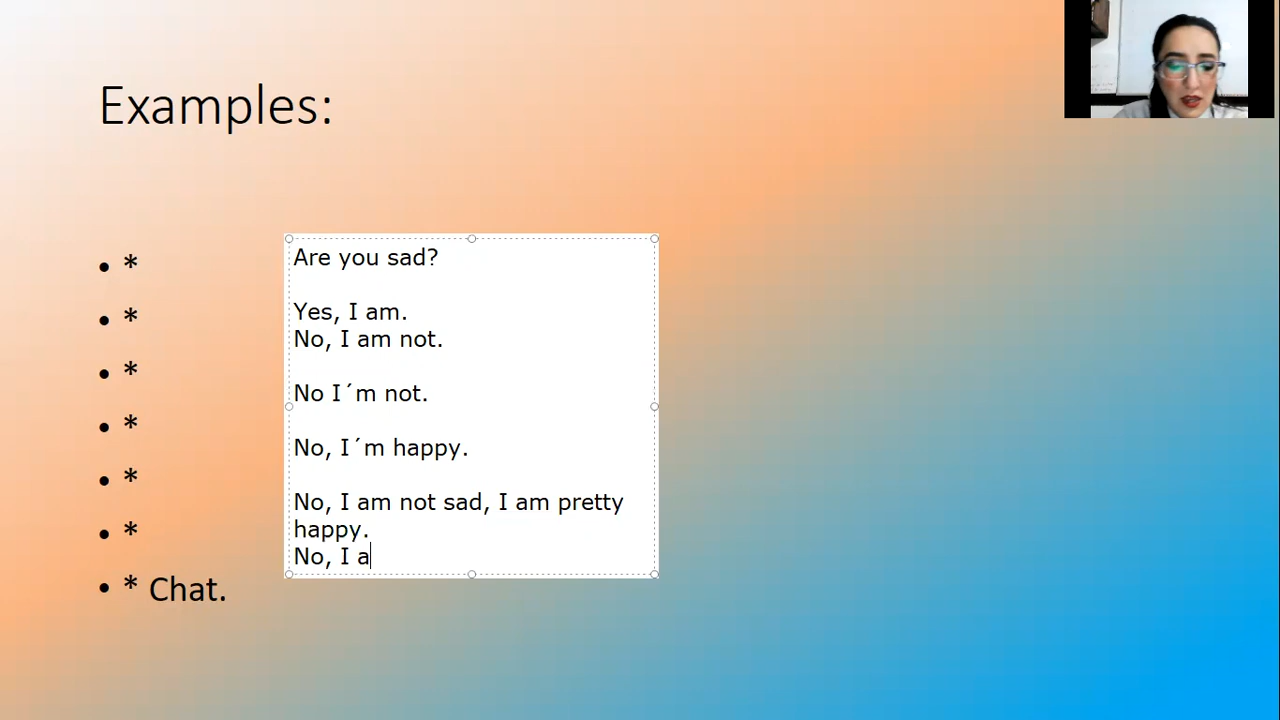 Examples:
• *
• *
• *
• *
• *
• *
• * Chat.
Are you sad?
Yes, I am.
No, I am not.
No I´m not.
No, I´m happy.
No, I am not sad, I am pretty
happy.
No, I a